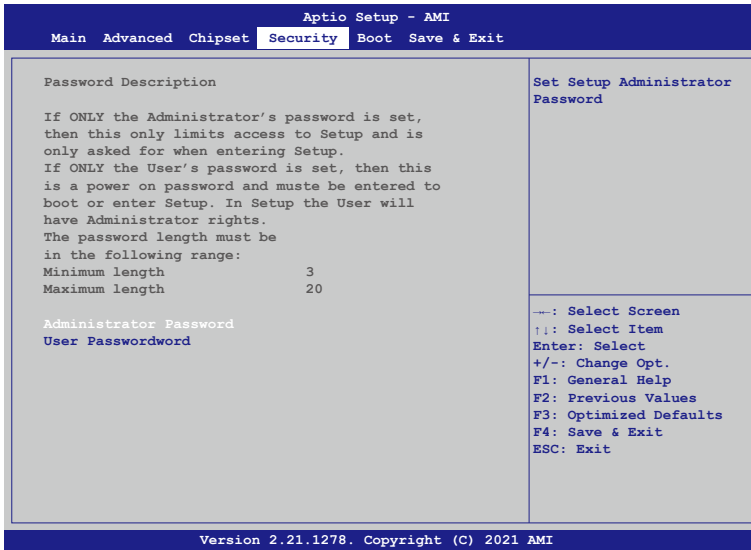 Aptio Setup - AMI
Main Advanced Chipset Security Boot Save & Exit
Password Description
If ONLY the Administrator's password is set,
then this only limits access to Setup and is
only asked for when entering Setup.
If ONLY the User's password is set, then this
is a power on password and muste be entered to
boot or enter Setup. In Setup the User will
have Administrator rights.
The password length must be
in the following range:
Minimum length 3
Maximum length 20
Administrator Password
User Passwordword
Set Setup Administrator
Password
→←: Select Screen
↑↓: Select Item
Enter: Select
+/-: Change Opt.
F1: General Help
F2: Previous Values
F3: Optimized Defaults
F4: Save & Exit
ESC: Exit
Version 2.21.1278. Copyright (C) 2021 AMI